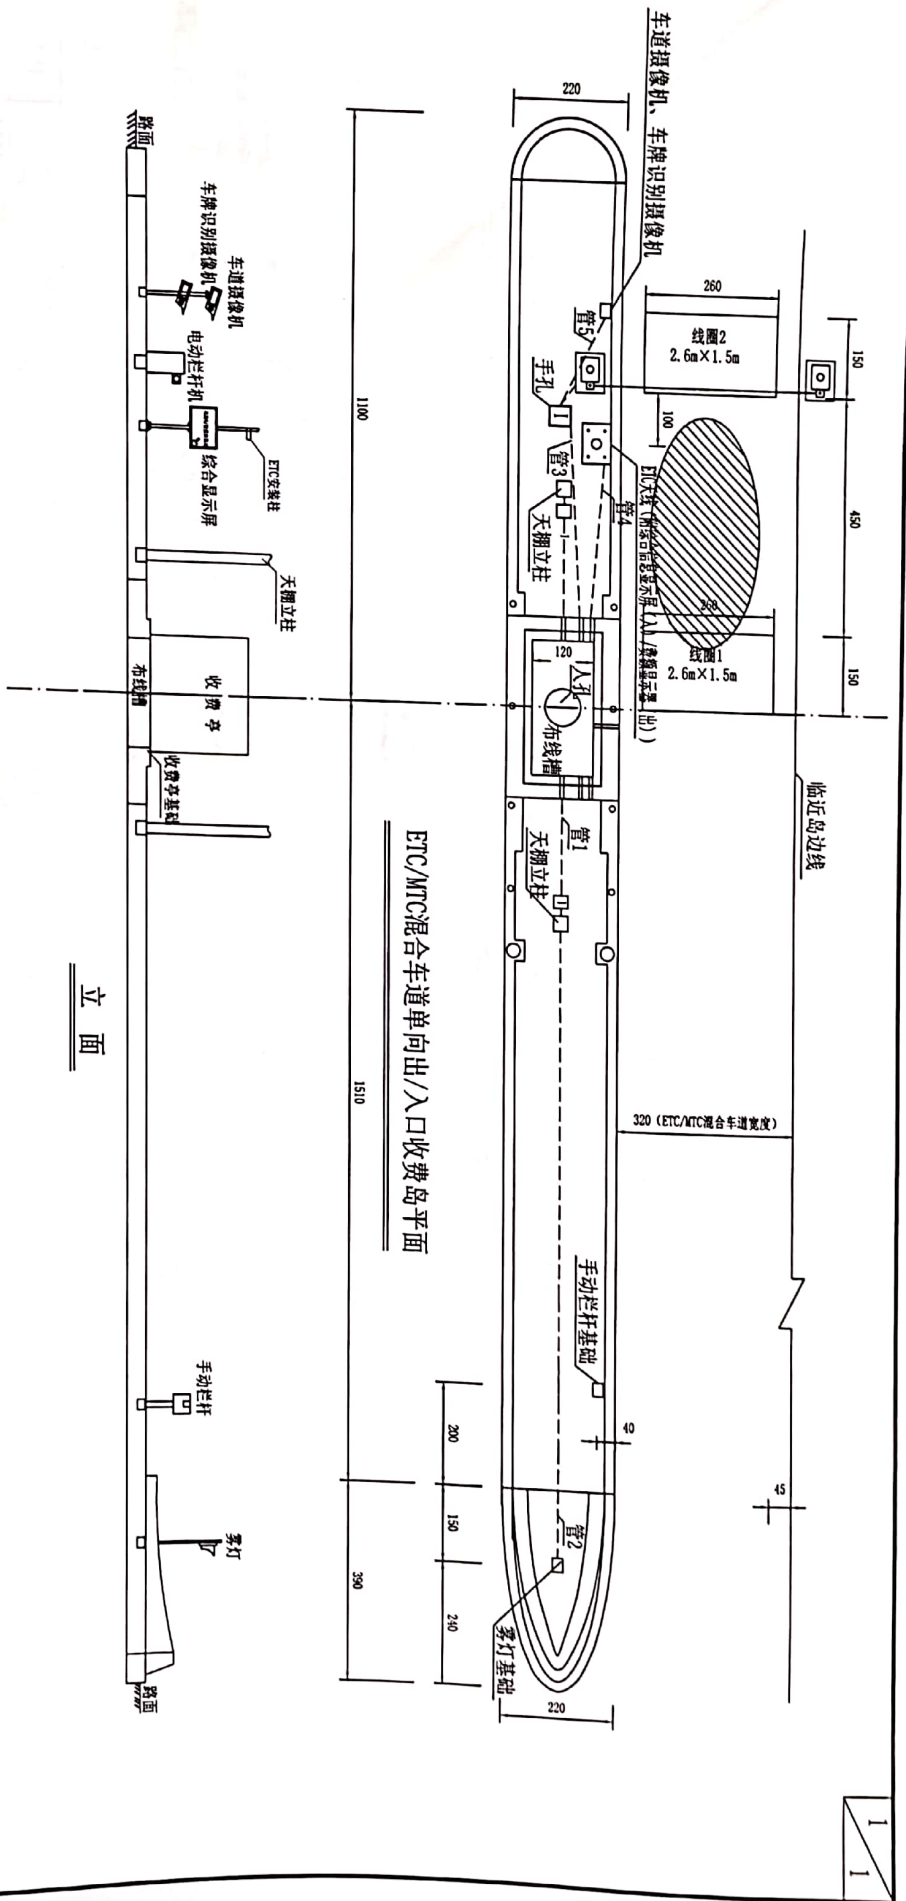 车道摄像机、车牌识别摄像机
220
260
线圈2
2.6m×1.5m
150
管5
手孔
100
450
管3
管4
天棚立柱
260
线圈1
2.6m×1.5m
150
120
人孔
布线槽
临近岛边线
管1
天棚立柱
320(ETC/MTC混合车道宽度)
手动栏杆基础
40
45
管2
雾灯基础
220
200
150
240
ETC/MTC混合车道单向出/入口收费岛平面
1100
1510
390
路面
车牌识别摄像机
车道摄像机
电动栏杆机
综合显示屏
ETC安装柱
天棚立柱
布线槽
收费亭
收费亭基础
手动栏杆
雾灯
路面
立面
1
1